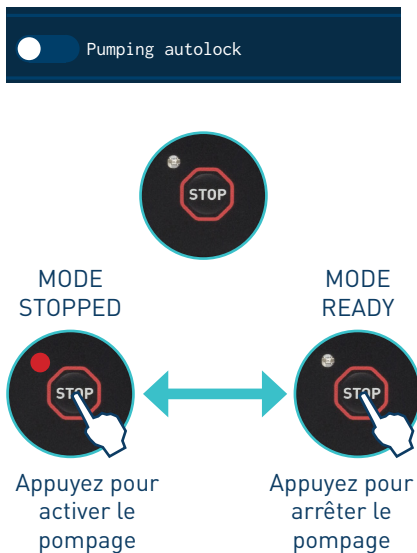 Pumping autolock
STOP
MODE
STOPPED
MODE
READY
STOP
STOP
Appuyez pour
activer le
pompage
Appuyez pour
arrêter le
pompage